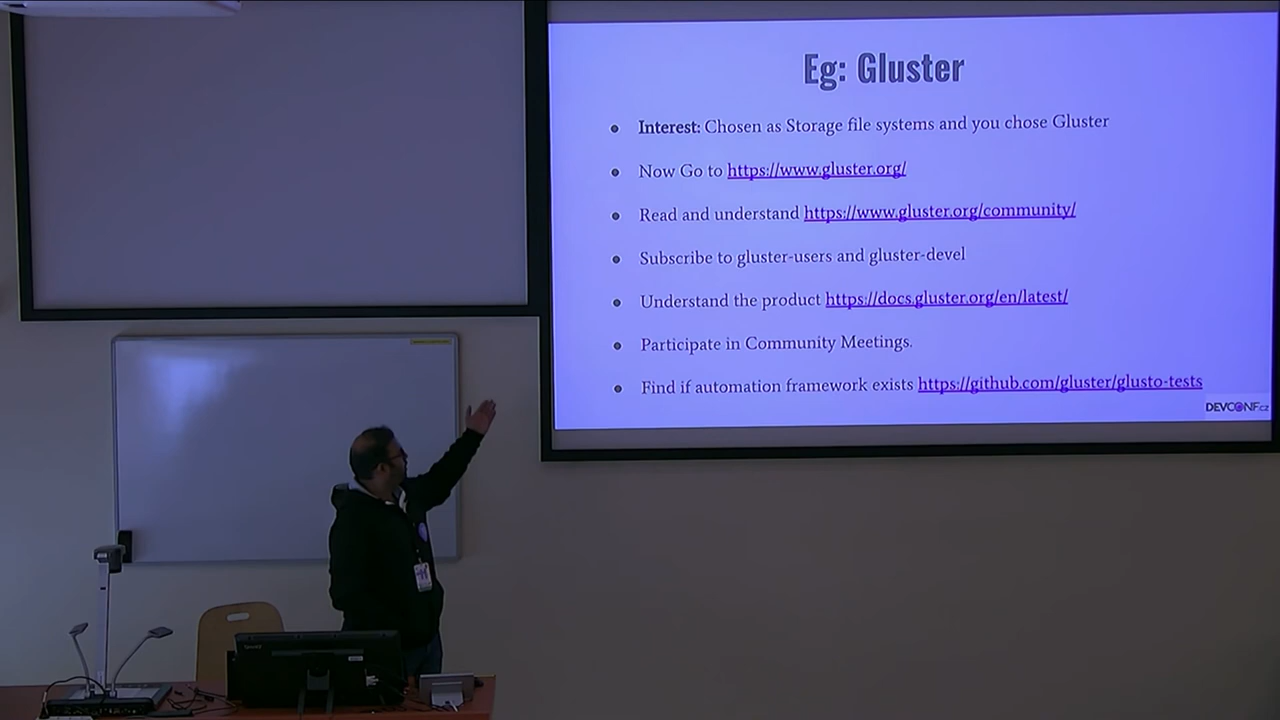 Eg: Gluster
Interest: Chosen as Storage file systems and you chose Gluster
Now Go to https://www.gluster.org/
Read and understand https://www.gluster.org/community/
Subscribe to gluster-users and gluster-devel
Understand the product https://docs.gluster.org/en/latest/
Participate in Community Meetings.
Find if automation framework exists https://github.com/gluster/glusto-tests
DEVCONF.cz